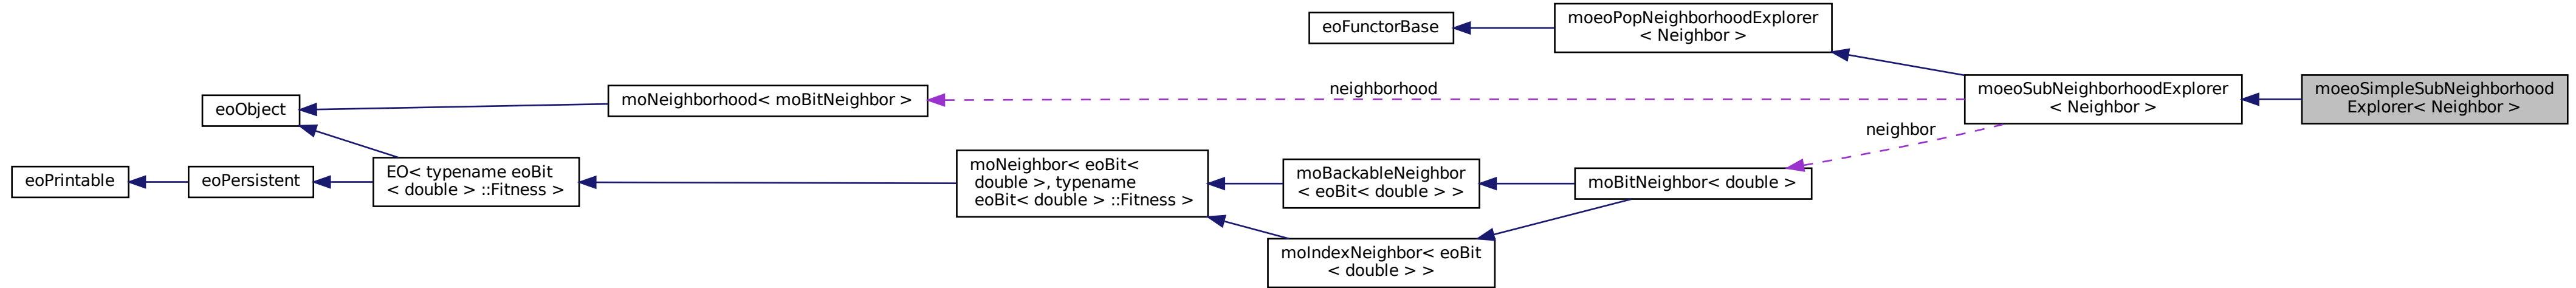 moeoPopNeighborhoodExplorer
< Neighbor >
eoFunctorBase
moeoSubNeighborhoodExplorer
< Neighbor >
moeoSimpleSubNeighborhood
Explorer< Neighbor >
neighborhood
moNeighborhood< moBitNeighbor >
eoObject
neighbor
eoPrintable
eoPersistent
EO< typename eoBit
< double > ::Fitness >
moNeighbor< eoBit<
double >, typename
eoBit< double > ::Fitness >
moBackableNeighbor
< eoBit< double > >
moBitNeighbor< double >
moIndexNeighbor< eoBit
< double > >